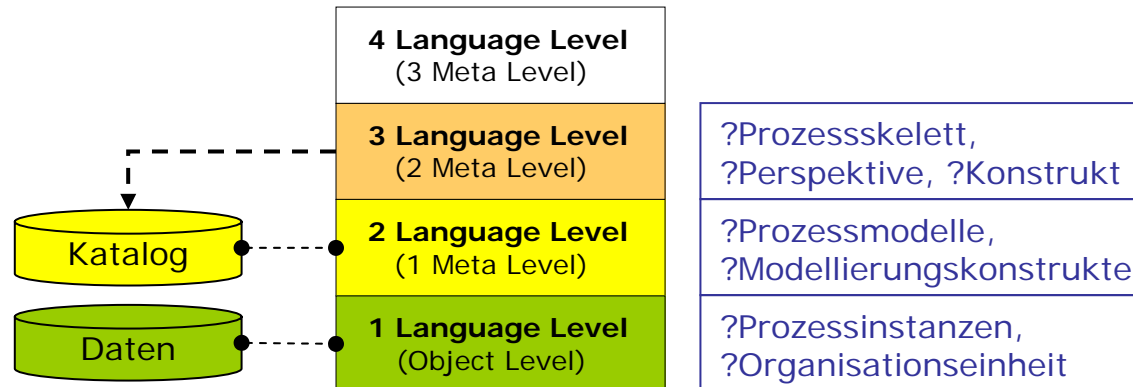 4 Language Level
(3 Meta Level)
3 Language Level
(2 Meta Level)
?Prozessskelett,
?Perspektive, ?Konstrukt
Katalog
2 Language Level
(1 Meta Level)
?Prozessmodelle,
?Modellierungskonstrukte
Daten
1 Language Level
(Object Level)
?Prozessinstanzen,
?Organisationseinheit